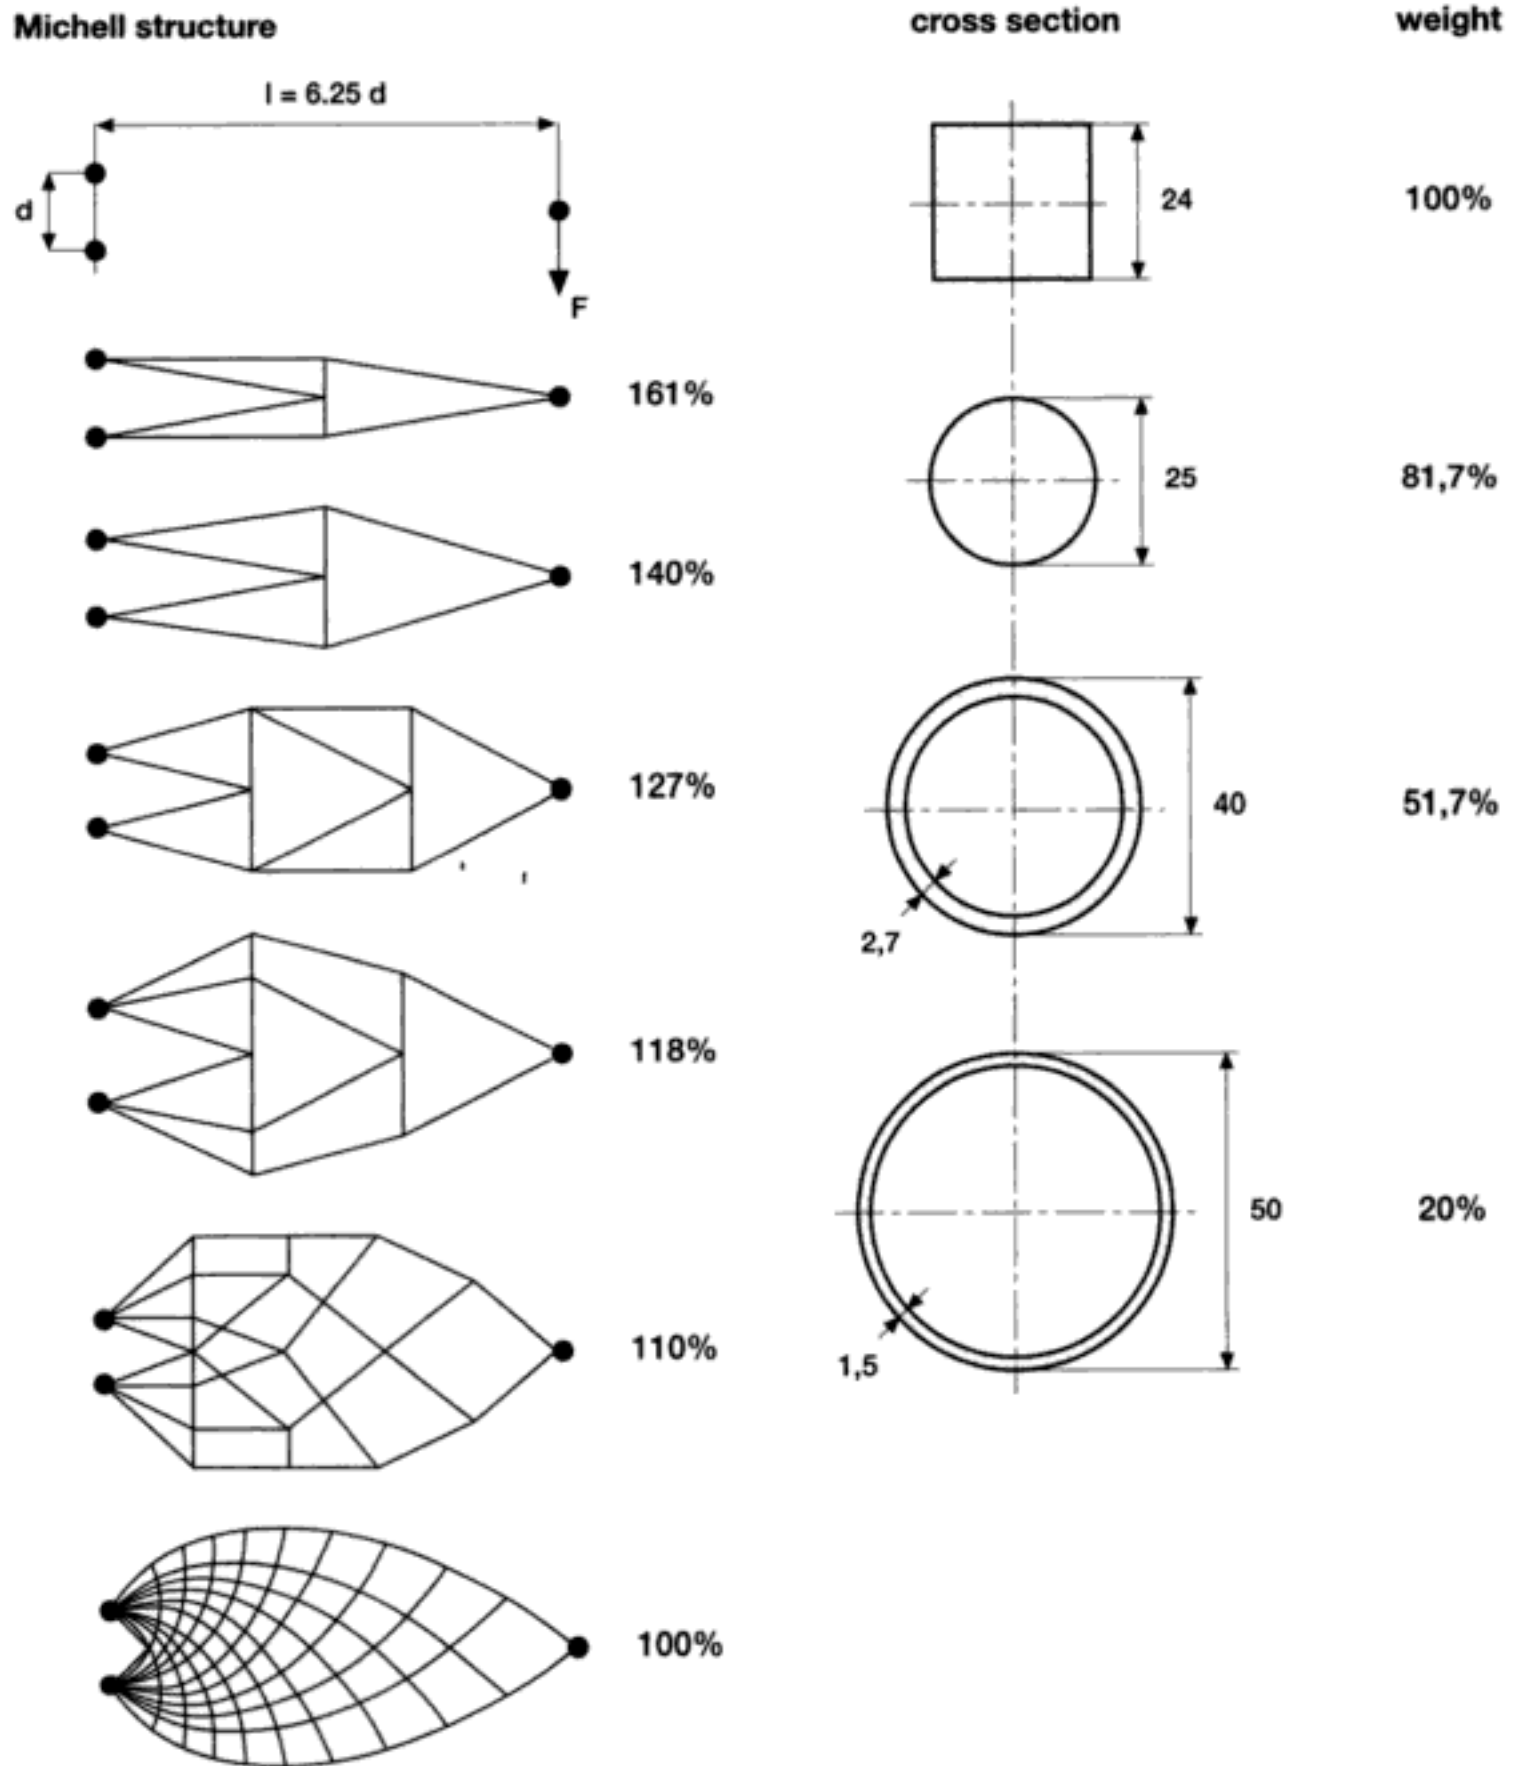 Michell structure
cross section
weight
l = 6.25 d
d
F
24
100%
161%
25
81,7%
140%
127%
40
51,7%
2,7
118%
50
20%
110%
1,5
100%